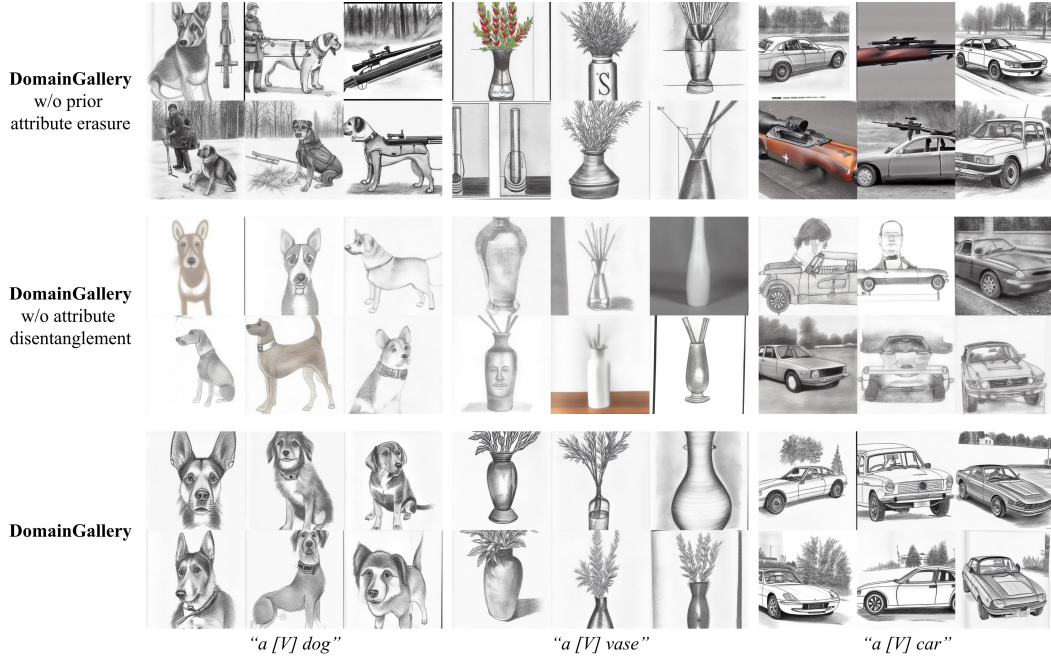 DomainGallery
w/o prior
attribute erasure
S
DomainGallery
w/o attribute
disentanglement
DomainGallery
"a [V] dog"
"a [V] vase"
"a [V] car"